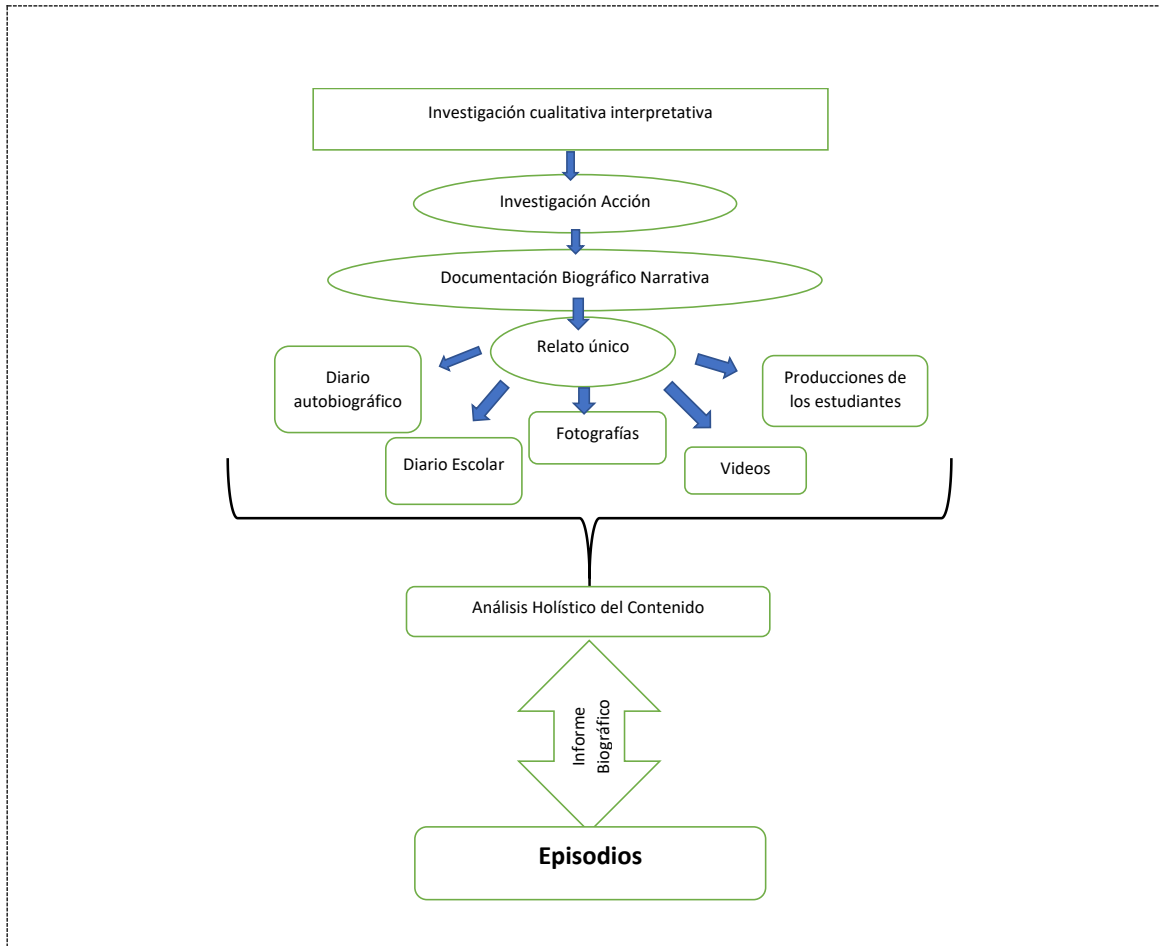 Investigación cualitativa interpretativa
Investigación Acción
Documentación Biográfico Narrativa
Relato único
Diario
autobiográfico
Producciones de
los estudiantes
Fotografías
Diario Escolar
Videos
Análisis Holístico del Contenido
Informe
Biográfico
Episodios